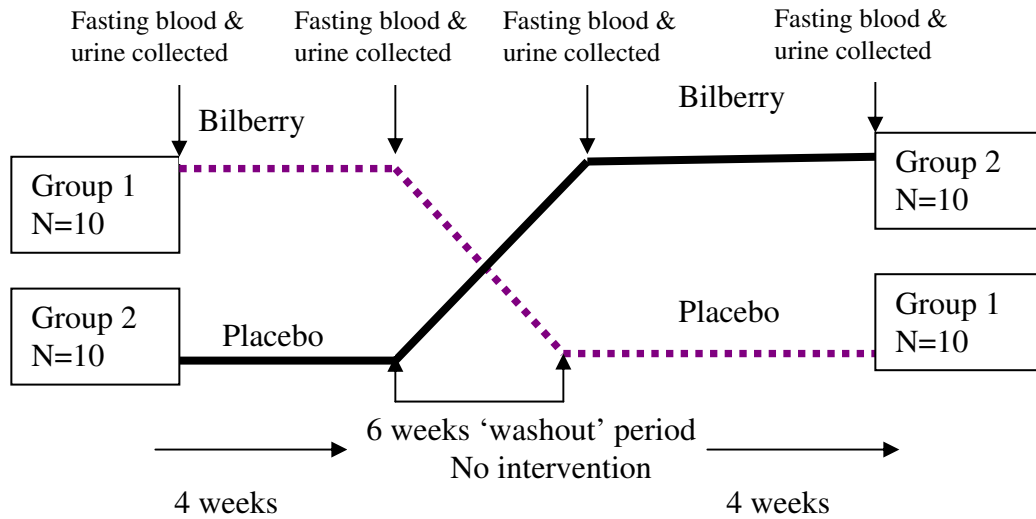 Fasting blood &
urine collected
Fasting blood &
urine collected
Fasting blood &
urine collected
Fasting blood &
urine collected
Bilberry
Bilberry
Group 1
N=10
Group 2
N=10
Group 2
N=10
Placebo
Placebo
Group 1
N=10
6 weeks ‘washout’ period
No intervention
4 weeks
4 weeks